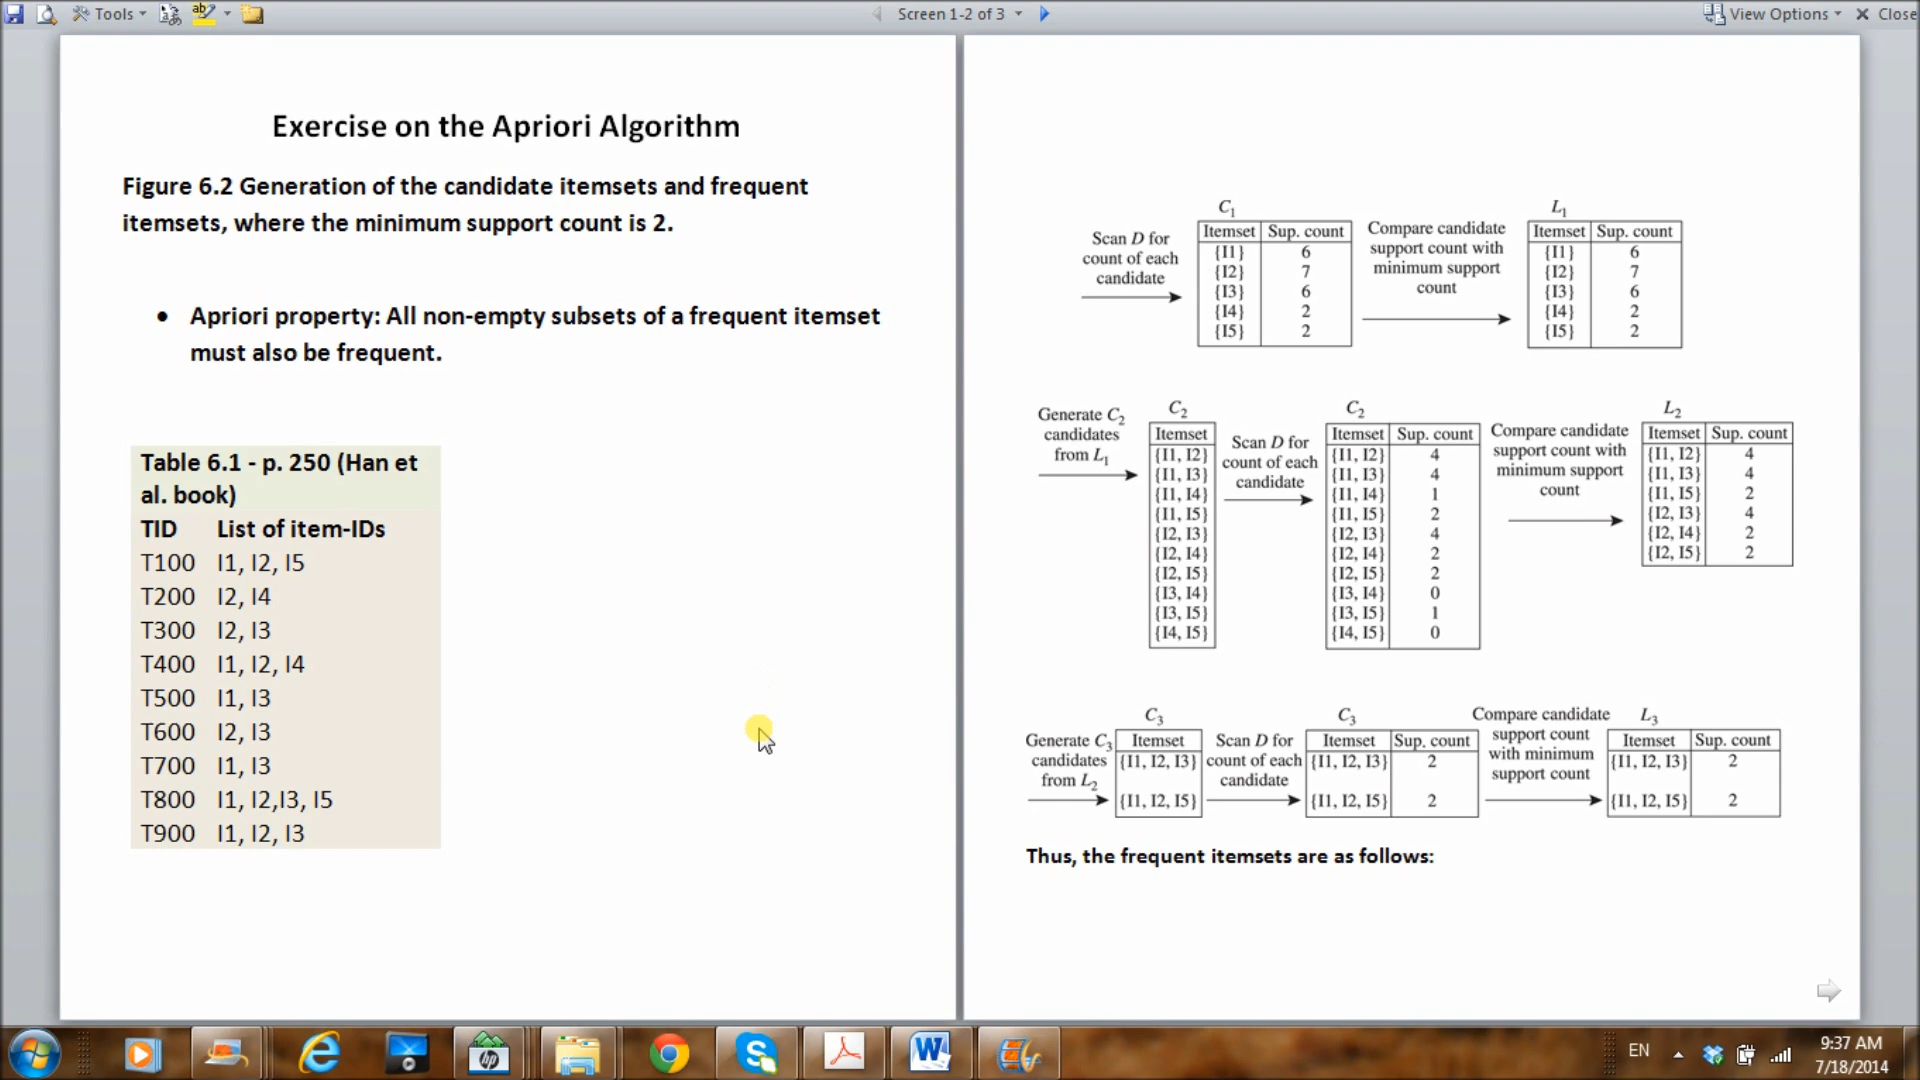 Tools
Screen 1-2 of 3
View Options
Close
Exercise on the Apriori Algorithm
Figure 6.2 Generation of the candidate itemsets and frequent
itemsets, where the minimum support count is 2.
• Apriori property: All non-empty subsets of a frequent itemset
must also be frequent.
Table 6.1 - p. 250 (Han et
al. book)
TID List of item-IDs
T100 I1, I2, I5
T200 I2, I4
T300 I2, I3
T400 I1, I2, I4
T500 I1, I3
T600 I2, I3
T700 I1, I3
T800 I1, I2,I3, I5
T900 I1, I2, I3
Scan D for
count of each
candidate
C1
Itemset Sup. count
{I1} 6
{I2} 7
{I3} 6
{I4} 2
{I5} 2
Compare candidate
support count with
minimum support
count
L1
Itemset Sup. count
{I1} 6
{I2} 7
{I3} 6
{I4} 2
{I5} 2
Generate C2
candidates
from L1
C2
Itemset
{I1, I2}
{I1, I3}
{I1, I4}
{I1, I5}
{I2, I3}
{I2, I4}
{I2, I5}
{I3, I4}
{I3, I5}
{I4, I5}
Scan D for
count of each
candidate
C2
Itemset Sup. count
{I1, I2} 4
{I1, I3} 4
{I1, I4} 1
{I1, I5} 2
{I2, I3} 4
{I2, I4} 2
{I2, I5} 2
{I3, I4} 0
{I3, I5} 1
{I4, I5} 0
Compare candidate
support count with
minimum support
count
L2
Itemset Sup. count
{I1, I2} 4
{I1, I3} 4
{I1, I5} 2
{I2, I3} 4
{I2, I4} 2
{I2, I5} 2
Generate C3
candidates
from L2
C3
Itemset
{I1, I2, I3}
{I1, I2, I5}
Scan D for
count of each
candidate
C3
Itemset Sup. count
{I1, I2, I3} 2
{I1, I2, I5} 2
Compare candidate
support count
with minimum
support count
L3
Itemset Sup. count
{I1, I2, I3} 2
{I1, I2, I5} 2
Thus, the frequent itemsets are as follows:
hp
EN
9:37 AM
7/18/2014